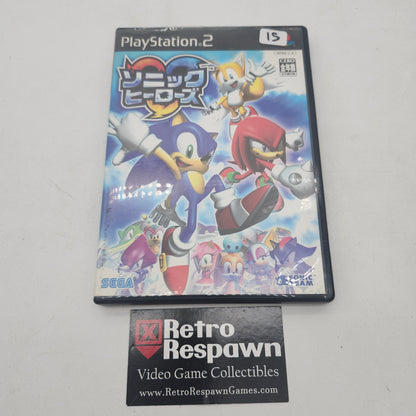 PlayStation 2
15
ソニック
ヒーローズ
SEGA
SONIC
TEAM
Retro
Respawn
Video Game Collectibles
www.RetroRespawnGames.com